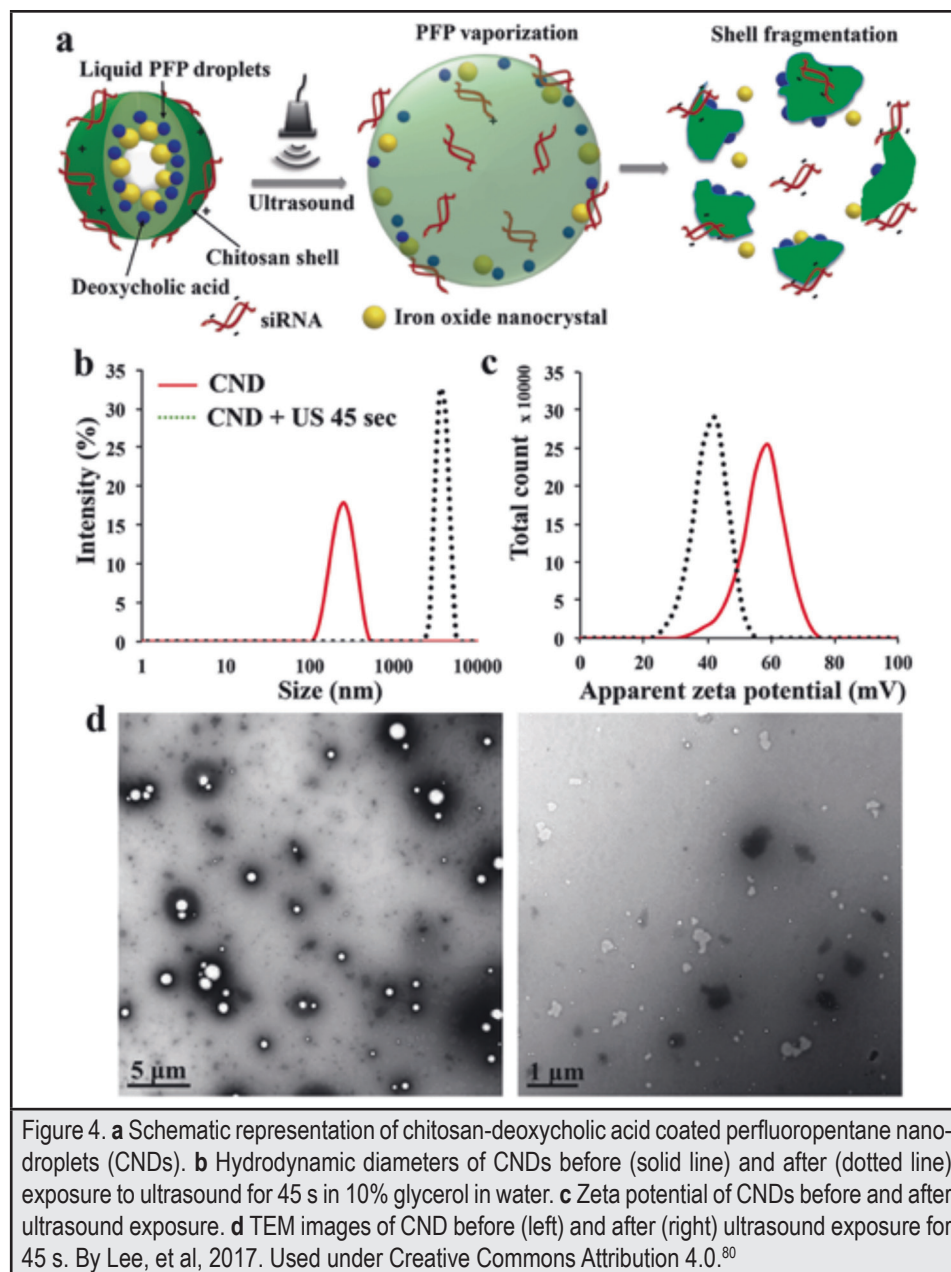 a
PFP vaporization
Shell fragmentation
Liquid PFP droplets
Ultrasound
Chitosan shell
Deoxycholic acid
siRNA
Iron oxide nanocrystal
b
CND
CND + US 45 sec
Intensity (%)
35
30
25
20
15
10
5
0
1
10
100
1000
10000
Size (nm)
c
Total count x 10000
35
30
25
20
15
10
5
0
0
20
40
60
80
100
Apparent zeta potential (mV)
d
5 µm
1 µm
Figure 4. a Schematic representation of chitosan-deoxycholic acid coated perfluoropentane nano-
droplets (CNDs). b Hydrodynamic diameters of CNDs before (solid line) and after (dotted line)
exposure to ultrasound for 45 s in 10% glycerol in water. c Zeta potential of CNDs before and after
ultrasound exposure. d TEM images of CND before (left) and after (right) ultrasound exposure for
45 s. By Lee, et al, 2017. Used under Creative Commons Attribution 4.0.80